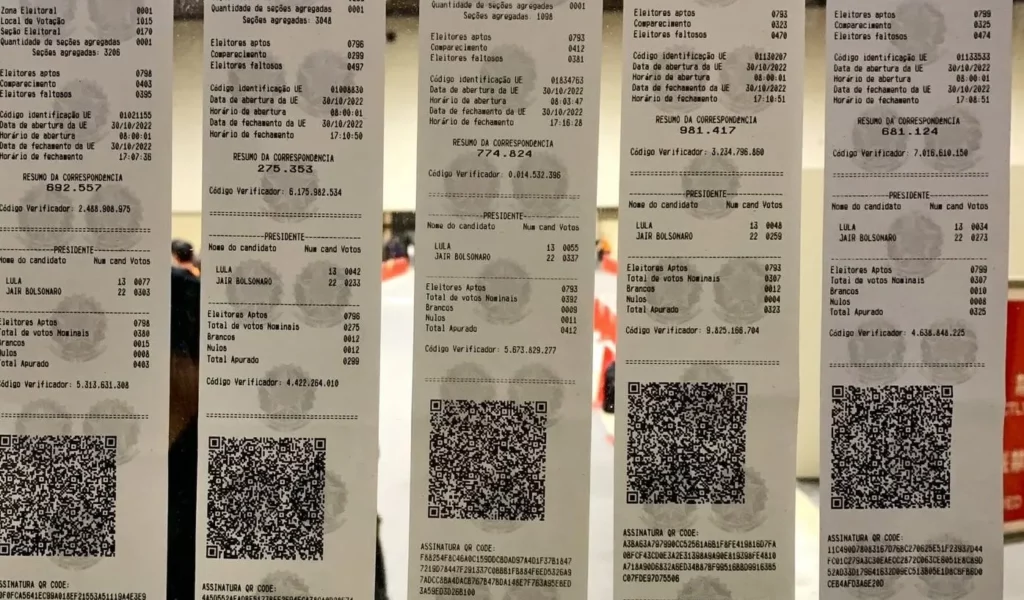 Zona Eleitoral 0001
Local de Votação 1015
Seção Eleitoral 0170
Quantidade de seções agregadas 0001
Seções agregadas: 3206
Eleitores aptos 0798
Comparecimento 0403
Eleitores faltosos 0395
Código identificação UE 01021155
Data de abertura da UE 30/10/2022
Horário de abertura 08:00:01
Data de fechamento da UE 30/10/2022
Horário de fechamento 17:07:36
RESUMO DA CORRESPONDÊNCIA
692.557
Código Verificador: 2.488.908.975
PRESIDENTE
Nome do candidato Num cand Votos
LULA 13 0077
JAIR BOLSONARO 22 0303
Eleitores Aptos 0798
Total de votos Nominais 0380
Brancos 0015
Nulos 0008
Total Apurado 0403
Código Verificador: 5.313.631.308
ASSINATURA QR CODE:
Quantidade de seções agregadas 0001
Seções agregadas: 3048
Eleitores aptos 0796
Comparecimento 0299
Eleitores faltosos 0497
Código identificação UE 01008830
Data de abertura da UE 30/10/2022
Horário de abertura 08:00:01
Data de fechamento da UE 30/10/2022
Horário de fechamento 17:10:50
RESUMO DA CORRESPONDÊNCIA
275.353
Código Verificador: 6.175.982.534
PRESIDENTE
Nome do candidato Num cand Votos
LULA 13 0042
JAIR BOLSONARO 22 0233
Eleitores Aptos 0796
Total de votos Nominais 0275
Brancos 0012
Nulos 0012
Total Apurado 0299
Código Verificador: 4.422.264.010
ASSINATURA QR CODE:
Quantidade de seções agregadas 0001
Seções agregadas: 1098
Eleitores aptos 0793
Comparecimento 0412
Eleitores faltosos 0381
Código identificação UE 01834763
Data de abertura da UE 30/10/2022
Horário de abertura 08:03:47
Data de fechamento da UE 30/10/2022
Horário de fechamento 17:16:28
RESUMO DA CORRESPONDÊNCIA
774.824
Código Verificador: 0.014.532.396
PRESIDENTE
Nome do candidato Num cand Votos
LULA 13 0055
JAIR BOLSONARO 22 0337
Eleitores Aptos 0793
Total de votos Nominais 0392
Brancos 0009
Nulos 0011
Total Apurado 0412
Código Verificador: 5.673.829.277
ASSINATURA QR CODE:
Eleitores aptos 0793
Comparecimento 0323
Eleitores faltosos 0470
Código identificação UE 01130207
Data de abertura da UE 30/10/2022
Horário de abertura 08:00:01
Data de fechamento da UE 30/10/2022
Horário de fechamento 17:10:51
RESUMO DA CORRESPONDÊNCIA
981.417
Código Verificador: 3.234.796.860
PRESIDENTE
Nome do candidato Num cand Votos
LULA 13 0048
JAIR BOLSONARO 22 0259
Eleitores Aptos 0793
Total de votos Nominais 0307
Brancos 0012
Nulos 0004
Total Apurado 0323
Código Verificador: 9.825.166.704
ASSINATURA QR CODE:
C07FDE97D75506
Eleitores aptos 0799
Comparecimento 0325
Eleitores faltosos 0474
Código identificação UE 01133533
Data de abertura da UE 30/10/2022
Horário de abertura 08:00:01
Data de fechamento da UE 30/10/2022
Horário de fechamento 17:08:51
RESUMO DA CORRESPONDÊNCIA
681.124
Código Verificador: 7.016.610.150
PRESIDENTE
Nome do candidato Num cand Votos
LULA 13 0034
JAIR BOLSONARO 22 0273
Eleitores Aptos 0799
Total de votos Nominais 0307
Brancos 0010
Nulos 0008
Total Apurado 0325
Código Verificador: 4.638.848.225
ASSINATURA QR CODE: